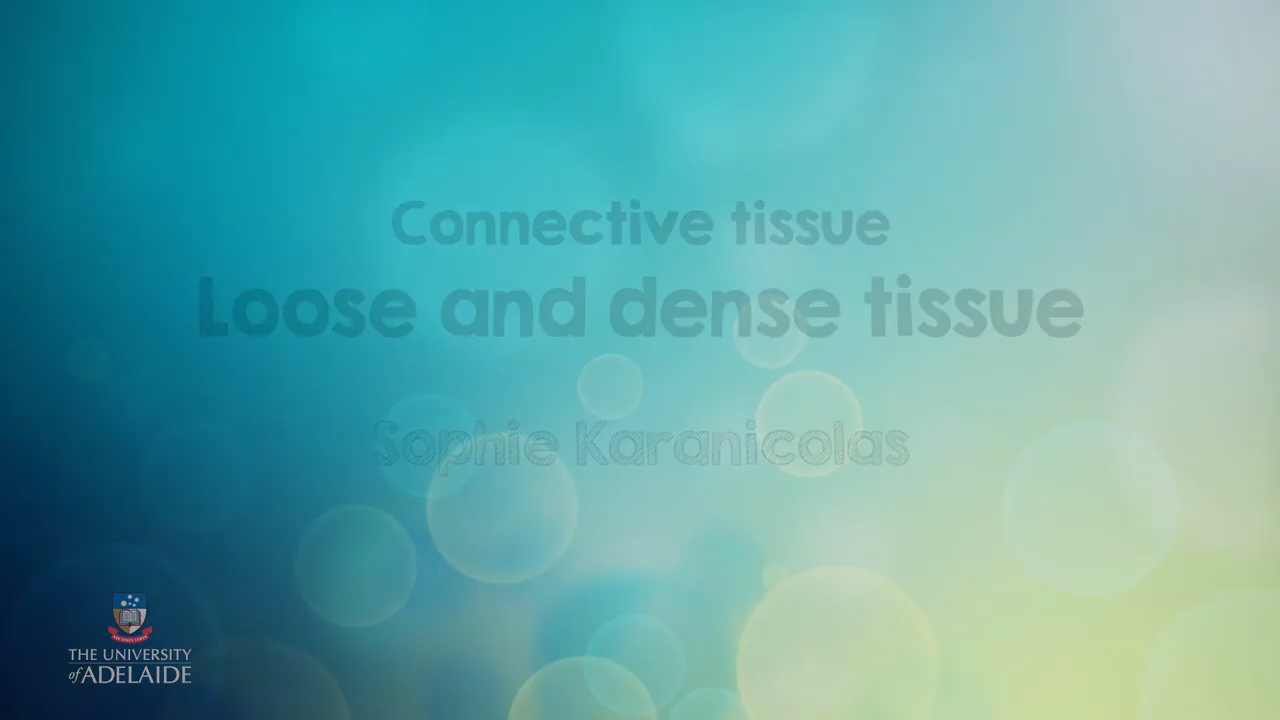 Connective tissue
Loose and dense tissue
Sophie Karanicolas
THE UNIVERSITY
of ADELAIDE